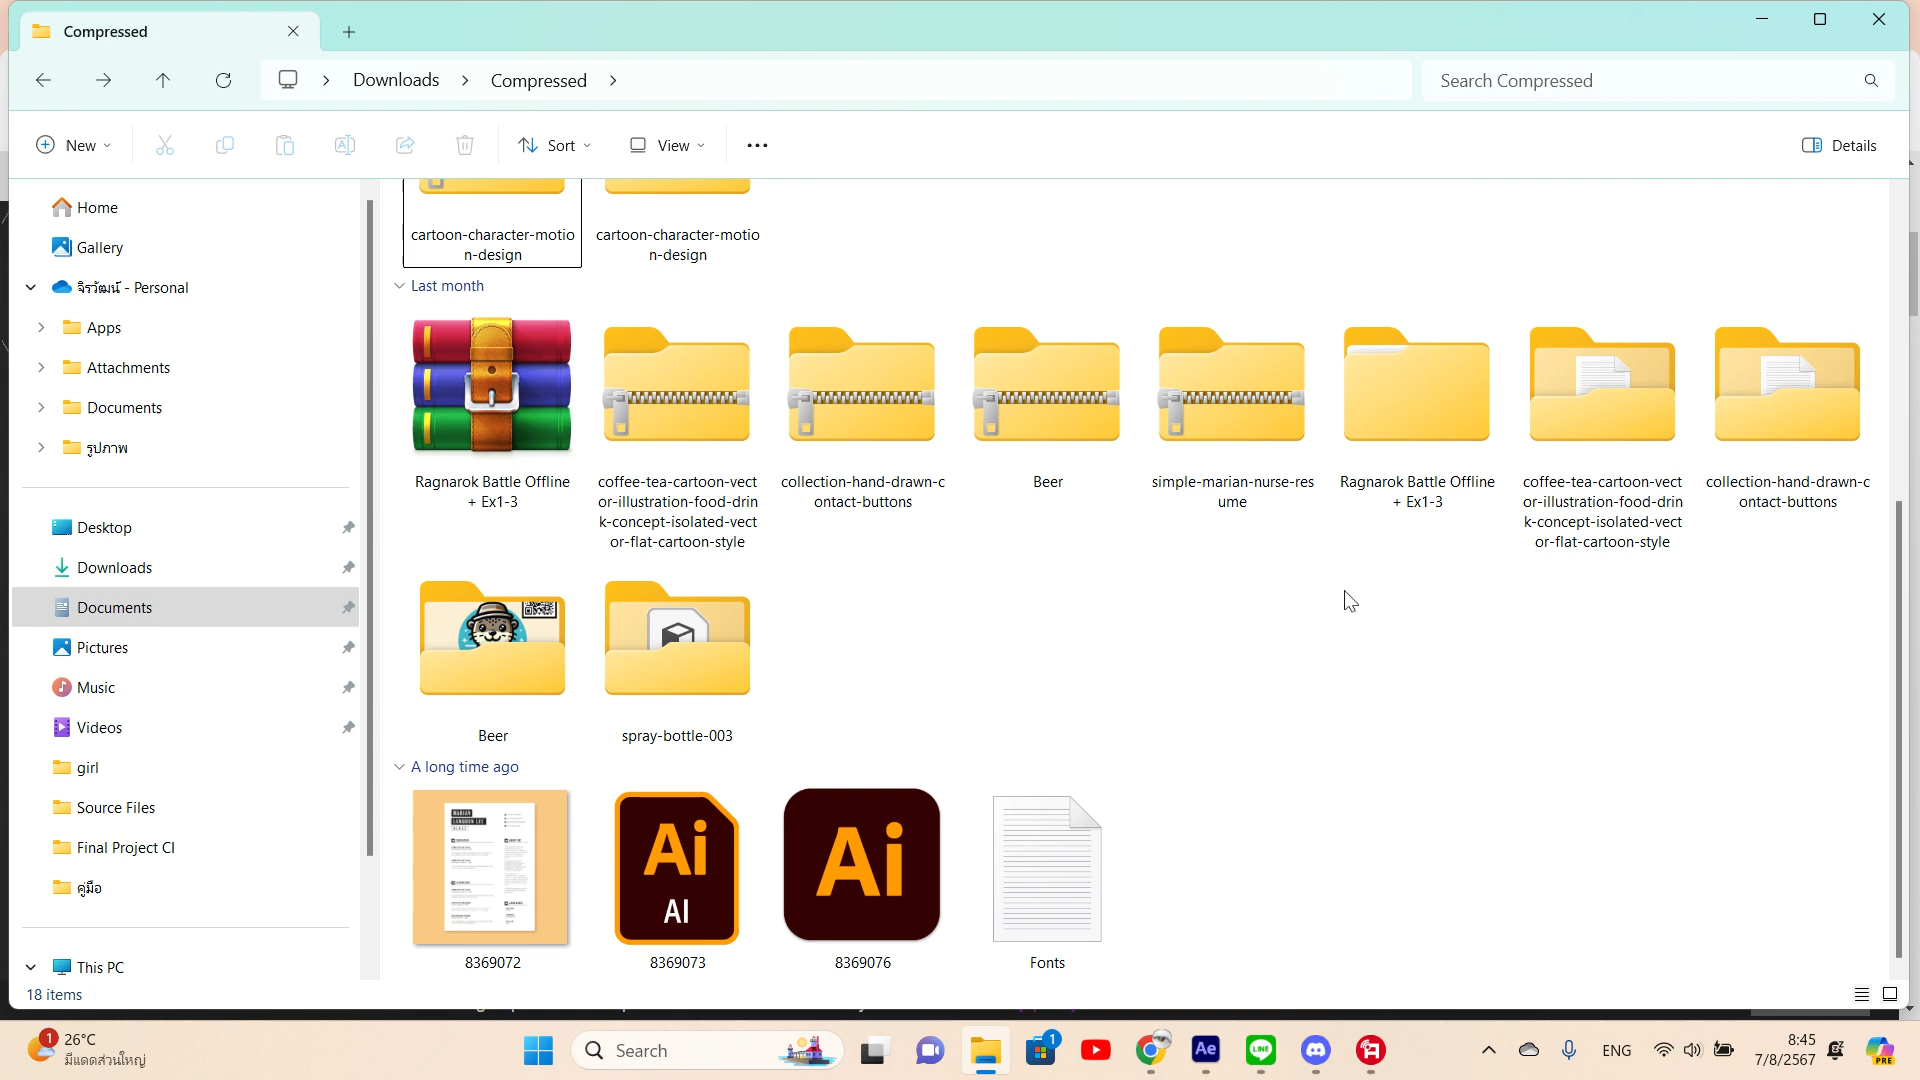 Compressed
Downloads
Compressed
Search Compressed
New
Sort
View
Details
Home
Gallery
จิรวัฒน์ - Personal
Apps
Attachments
Documents
รูปภาพ
Desktop
Downloads
Documents
Pictures
Music
Videos
girl
Source Files
Final Project CI
คู่มือ
This PC
18 items
cartoon-character-motio
n-design
cartoon-character-motio
n-design
Last month
Ragnarok Battle Offline
+ Ex1-3
coffee-tea-cartoon-vect
or-illustration-food-drin
k-concept-isolated-vect
or-flat-cartoon-style
collection-hand-drawn-c
ontact-buttons
Beer
simple-marian-nurse-res
ume
Ragnarok Battle Offline
+ Ex1-3
coffee-tea-cartoon-vect
or-illustration-food-drin
k-concept-isolated-vect
or-flat-cartoon-style
collection-hand-drawn-c
ontact-buttons
Beer
spray-bottle-003
A long time ago
Ai
AI
Ai
8369072
8369073
8369076
Fonts
1
26°C
มีแดดส่วนใหญ่
Search
1
Ae
LINE
ENG
8:45
7/8/2567
PRE